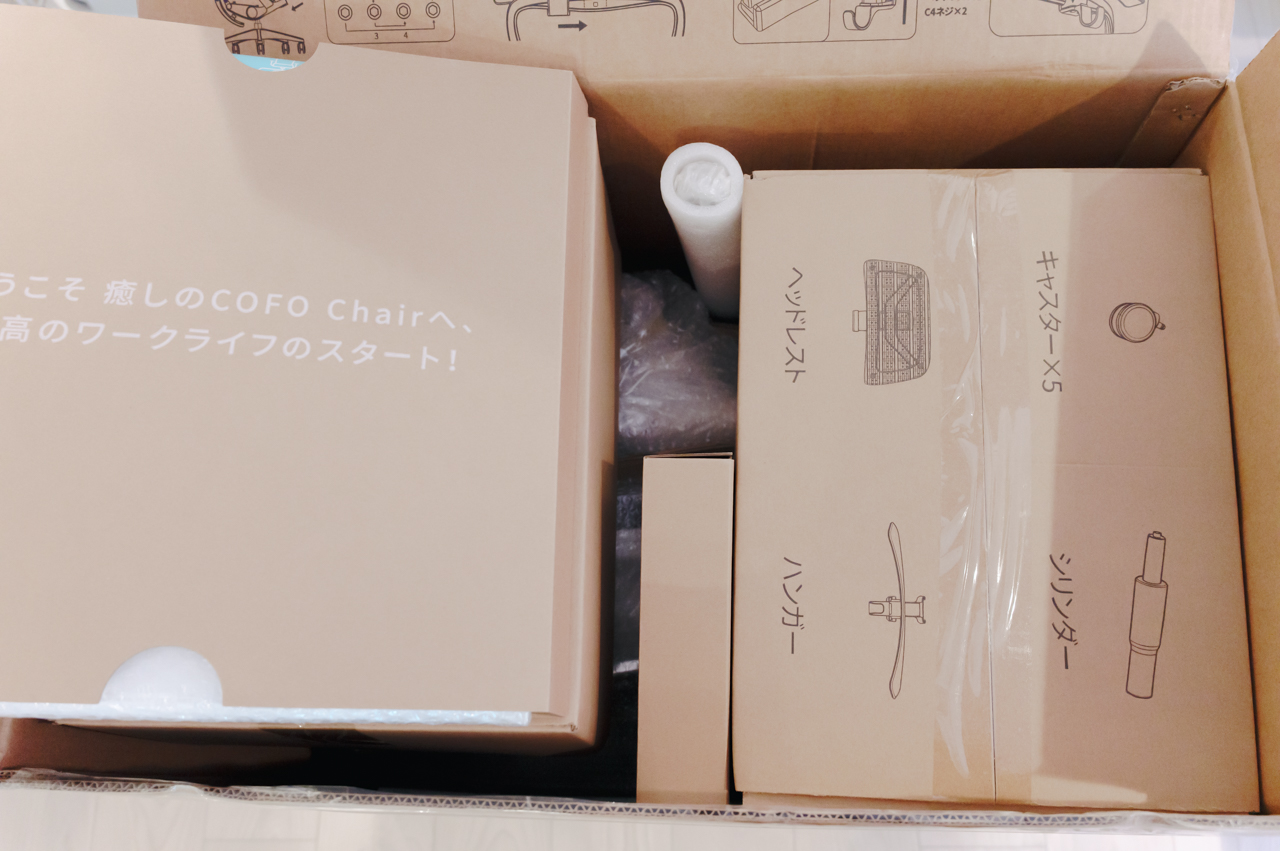 3 4
C4ネジ×2
うこそ 癒しのCOFO Chairへ、
高のワークライフのスタート!
ヘッドレスト
キャスター×5
ハンガー
シリンダー